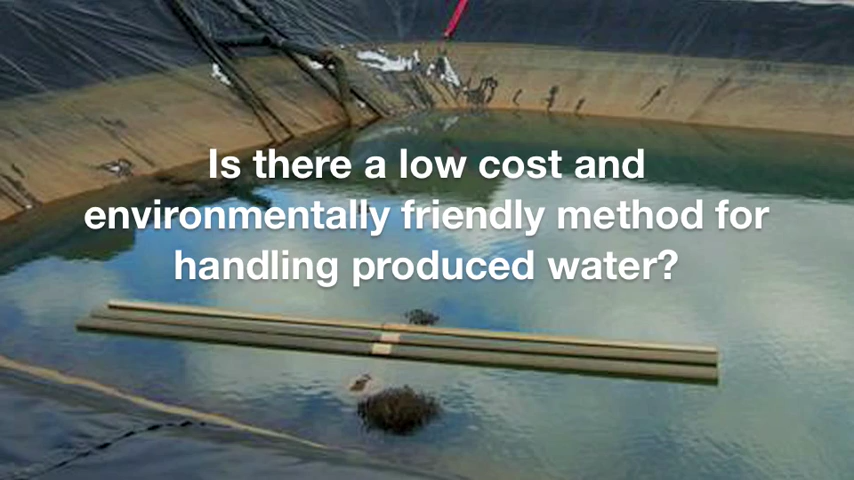 Is there a low cost and
environmentally friendly method for
handling produced water?